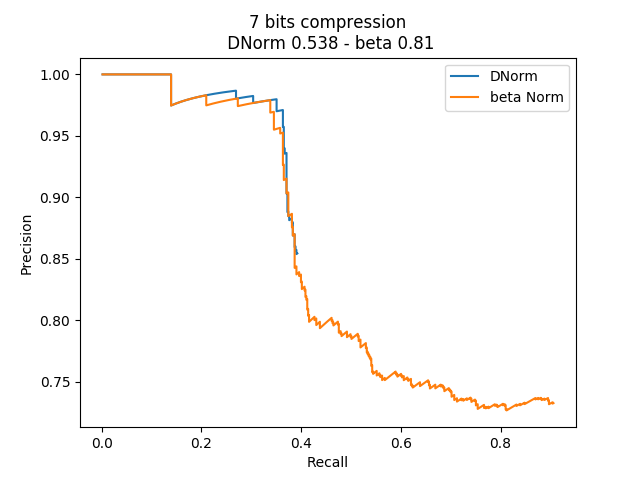 7 bits compression
DNorm 0.538 - beta 0.81
DNorm
beta Norm
1.00
0.95
0.90
0.85
0.80
0.75
Precision
0.0
0.2
0.4
0.6
0.8
Recall